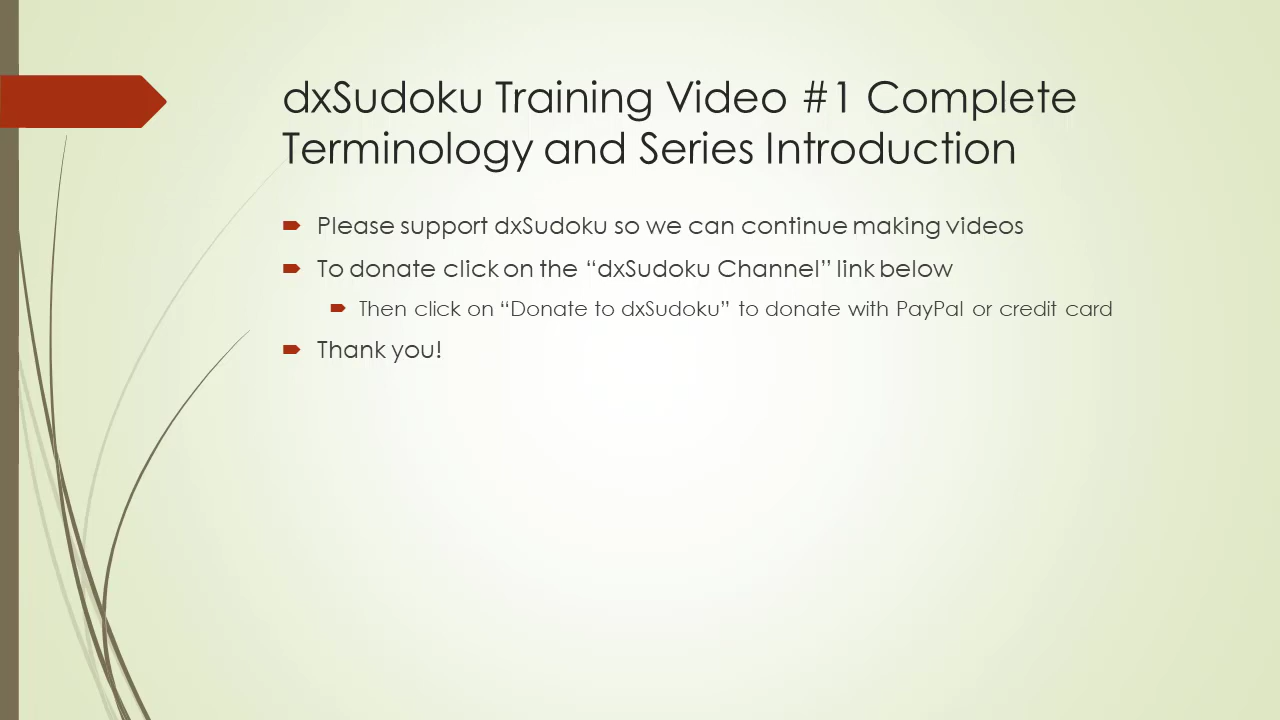 dxSudoku Training Video #1 Complete
Terminology and Series Introduction
Please support dxSudoku so we can continue making videos
To donate click on the “dxSudoku Channel” link below
Then click on “Donate to dxSudoku” to donate with PayPal or credit card
Thank you!